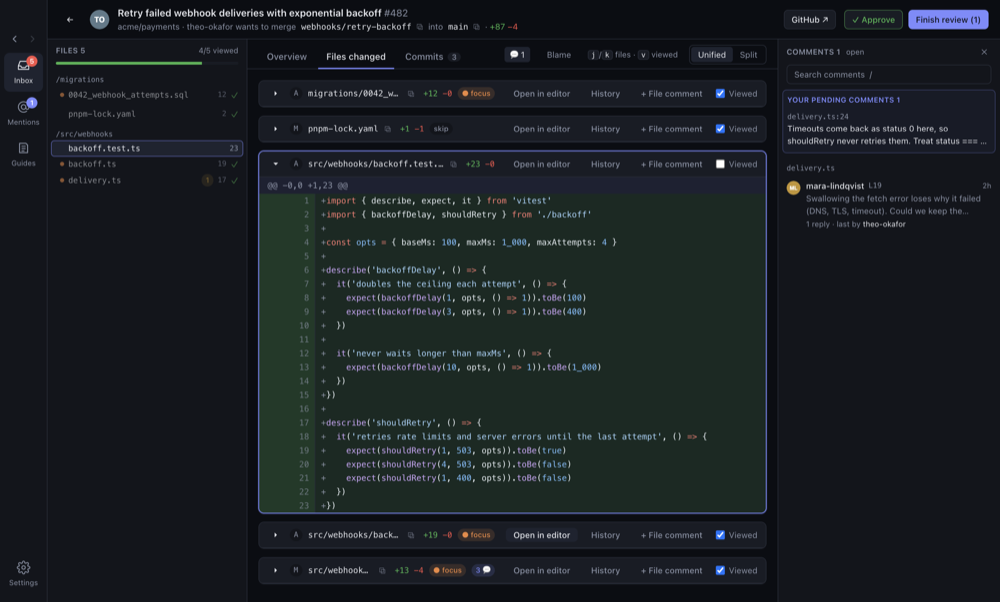 TO
Retry failed webhook deliveries with exponential backoff #482
acme/payments · theo-okafor wants to merge webhooks/retry-backoff into main · +87 −4
GitHub ↗
✓ Approve
Finish review (1)
5
Inbox
1
Mentions
Guides
Settings
FILES 5
4/5 viewed
/migrations
0042_webhook_attempts.sql 12 ✓
pnpm-lock.yaml 2 ✓
/src/webhooks
backoff.test.ts 23
backoff.ts 19 ✓
delivery.ts 1 17 ✓
Overview
Files changed
Commits 3
1
Blame
j / k files · v viewed
Unified
Split
A migrations/0042_w… +12 −0 focus Open in editor History + File comment Viewed
M pnpm-lock.yaml +1 −1 skip Open in editor History + File comment Viewed
A src/webhooks/backoff.test.… +23 −0 Open in editor History + File comment Viewed
@@ −0,0 +1,23 @@
1 +import { describe, expect, it } from 'vitest'
2 +import { backoffDelay, shouldRetry } from './backoff'
3 +
4 +const opts = { baseMs: 100, maxMs: 1_000, maxAttempts: 4 }
5 +
6 +describe('backoffDelay', () => {
7 + it('doubles the ceiling each attempt', () => {
8 + expect(backoffDelay(1, opts, () => 1)).toBe(100)
9 + expect(backoffDelay(3, opts, () => 1)).toBe(400)
10 + })
11 +
12 + it('never waits longer than maxMs', () => {
13 + expect(backoffDelay(10, opts, () => 1)).toBe(1_000)
14 + })
15 +})
16 +
17 +describe('shouldRetry', () => {
18 + it('retries rate limits and server errors until the last attempt', () => {
19 + expect(shouldRetry(1, 503, opts)).toBe(true)
20 + expect(shouldRetry(4, 503, opts)).toBe(false)
21 + expect(shouldRetry(1, 400, opts)).toBe(false)
22 + })
23 +})
A src/webhooks/back… +19 −0 focus Open in editor History + File comment Viewed
M src/webhook… +13 −4 focus 3 Open in editor History + File comment Viewed
COMMENTS 1 open
Search comments /
YOUR PENDING COMMENTS 1
delivery.ts:24
Timeouts come back as status 0 here, so
shouldRetry never retries them. Treat status === …
delivery.ts
ML
mara-lindqvist L19 2h
Swallowing the fetch error loses why it failed
(DNS, TLS, timeout). Could we keep the…
1 reply · last by theo-okafor